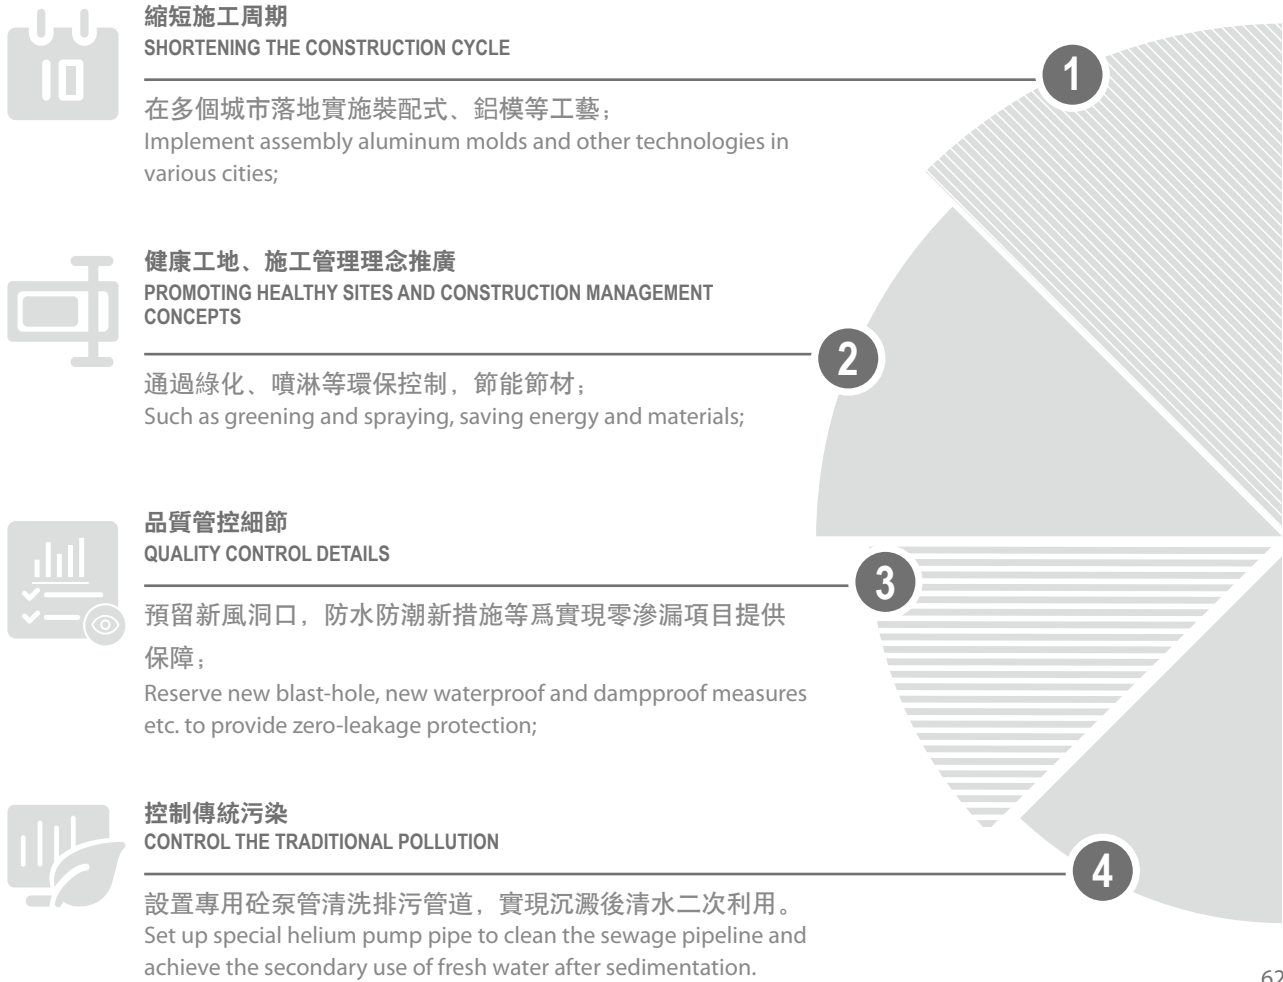 縮短施工周期
SHORTENING THE CONSTRUCTION CYCLE
1
在多個城市落地實施裝配式、鋁模等工藝；
Implement assembly aluminum molds and other technologies in
various cities;
健康工地、施工管理理念推廣
PROMOTING HEALTHY SITES AND CONSTRUCTION MANAGEMENT
CONCEPTS
2
通過綠化、噴淋等環保控制，節能節材；
Such as greening and spraying, saving energy and materials;
品質管控細節
QUALITY CONTROL DETAILS
3
預留新風洞口，防水防潮新措施等爲實現零滲漏項目提供
保障；
Reserve new blast-hole, new waterproof and dampproof measures
etc. to provide zero-leakage protection;
控制傳統污染
CONTROL THE TRADITIONAL POLLUTION
4
設置專用砼泵管清洗排污管道，實現沉澱後清水二次利用。
Set up special helium pump pipe to clean the sewage pipeline and
achieve the secondary use of fresh water after sedimentation.
10
62